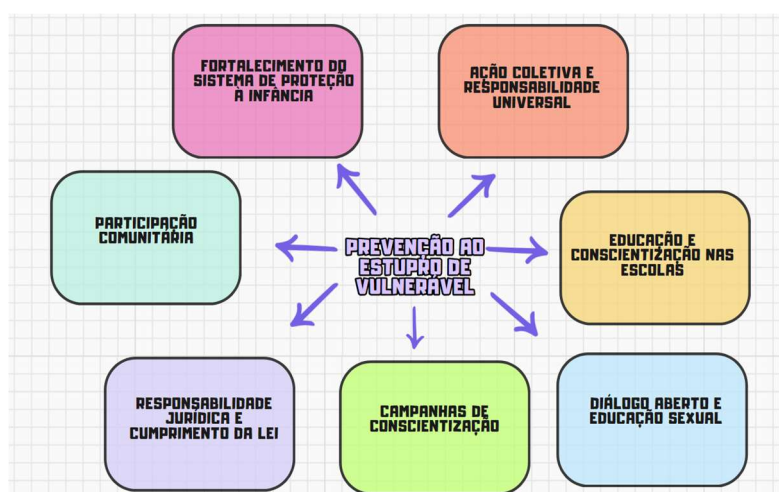 FORTALECIMENTO DO
SISTEMA DE PROTEÇÃO
À INFÂNCIA
AÇÃO COLETIVA E
RESPONSABILIDADE
UNIVERSAL
PARTICIPAÇÃO
COMUNITÁRIA
PREVENÇÃO AO
ESTUPRO DE
VULNERÁVEL
EDUCAÇÃO E
CONSCIENTIZAÇÃO NAS
ESCOLAS
RESPONSABILIDADE
JURÍDICA E
CUMPRIMENTO DA LEI
CAMPANHAS DE
CONSCIENTIZAÇÃO
DIÁLOGO ABERTO E
EDUCAÇÃO SEXUAL